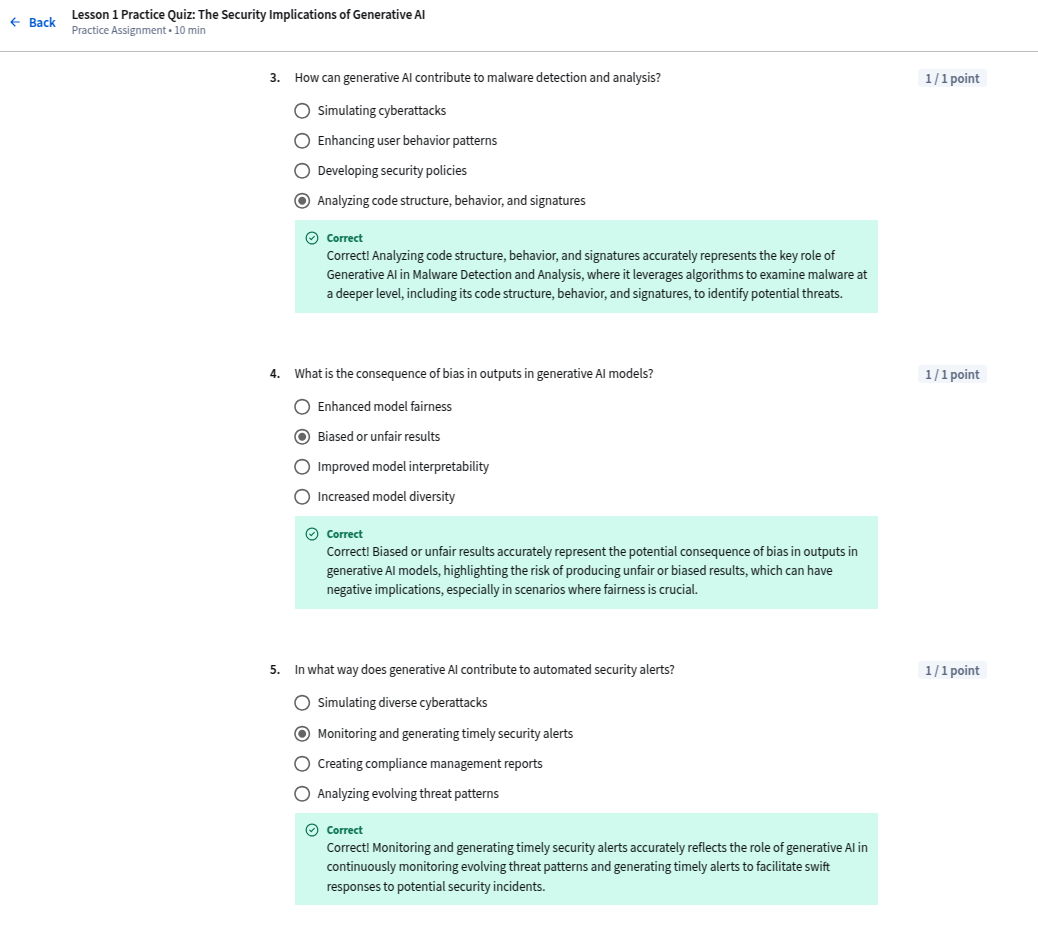 Back
Lesson 1 Practice Quiz: The Security Implications of Generative AI
Practice Assignment • 10 min
3. How can generative AI contribute to malware detection and analysis?
1 / 1 point
Simulating cyberattacks
Enhancing user behavior patterns
Developing security policies
Analyzing code structure, behavior, and signatures
Correct
Correct! Analyzing code structure, behavior, and signatures accurately represents the key role of
Generative AI in Malware Detection and Analysis, where it leverages algorithms to examine malware at
a deeper level, including its code structure, behavior, and signatures, to identify potential threats.
4. What is the consequence of bias in outputs in generative AI models?
1 / 1 point
Enhanced model fairness
Biased or unfair results
Improved model interpretability
Increased model diversity
Correct
Correct! Biased or unfair results accurately represent the potential consequence of bias in outputs in
generative AI models, highlighting the risk of producing unfair or biased results, which can have
negative implications, especially in scenarios where fairness is crucial.
5. In what way does generative AI contribute to automated security alerts?
1 / 1 point
Simulating diverse cyberattacks
Monitoring and generating timely security alerts
Creating compliance management reports
Analyzing evolving threat patterns
Correct
Correct! Monitoring and generating timely security alerts accurately reflects the role of generative AI in
continuously monitoring evolving threat patterns and generating timely alerts to facilitate swift
responses to potential security incidents.